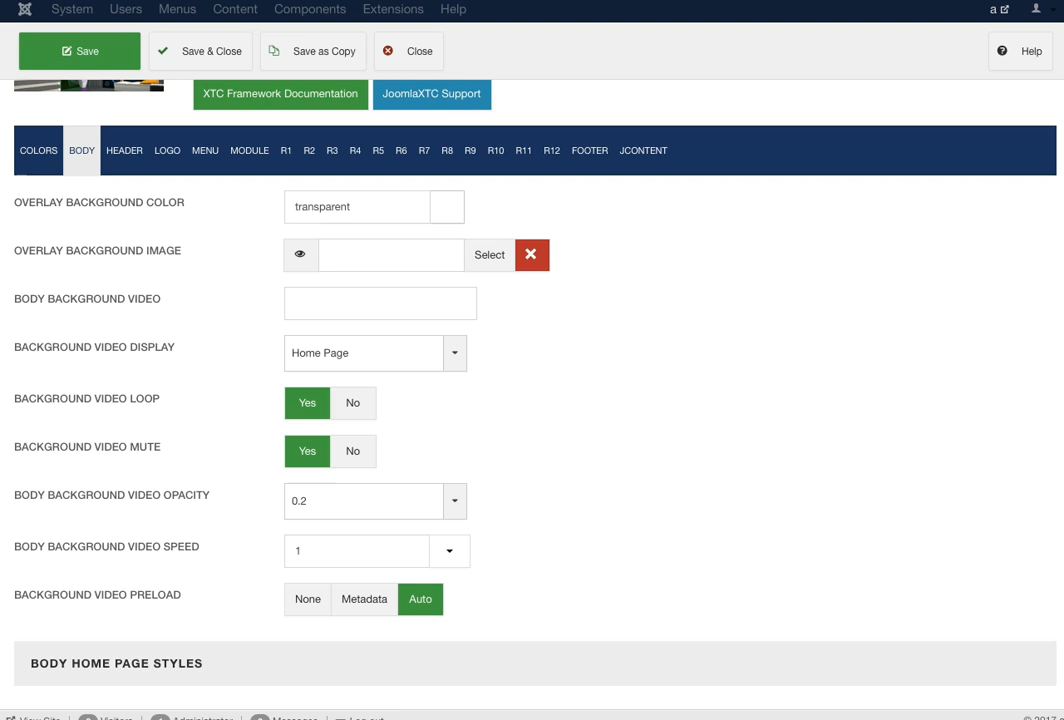 System Users Menus Content Components Extensions Help a
Save Save & Close Save as Copy Close Help
XTC Framework Documentation JoomlaXTC Support
COLORS BODY HEADER LOGO MENU MODULE R1 R2 R3 R4 R5 R6 R7 R8 R9 R10 R11 R12 FOOTER JCONTENT
OVERLAY BACKGROUND COLOR transparent
OVERLAY BACKGROUND IMAGE Select
BODY BACKGROUND VIDEO
BACKGROUND VIDEO DISPLAY Home Page
BACKGROUND VIDEO LOOP Yes No
BACKGROUND VIDEO MUTE Yes No
BODY BACKGROUND VIDEO OPACITY 0.2
BODY BACKGROUND VIDEO SPEED 1
BACKGROUND VIDEO PRELOAD None Metadata Auto
BODY HOME PAGE STYLES
View Site Visitors Administrator Messages Log out © 2017